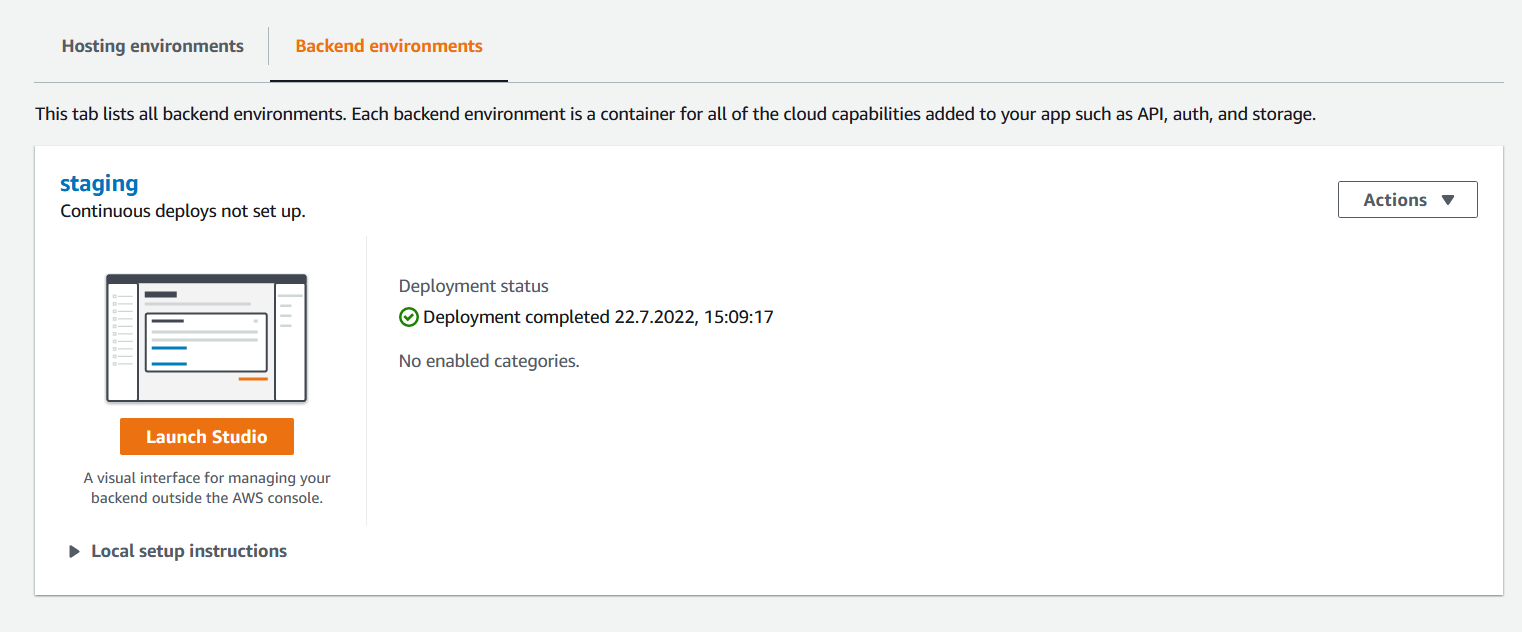 Hosting environments
Backend environments
This tab lists all backend environments. Each backend environment is a container for all of the cloud capabilities added to your app such as API, auth, and storage.
staging
Continuous deploys not set up.
Actions
Deployment status
Deployment completed 22.7.2022, 15:09:17
No enabled categories.
Launch Studio
A visual interface for managing your
backend outside the AWS console.
Local setup instructions